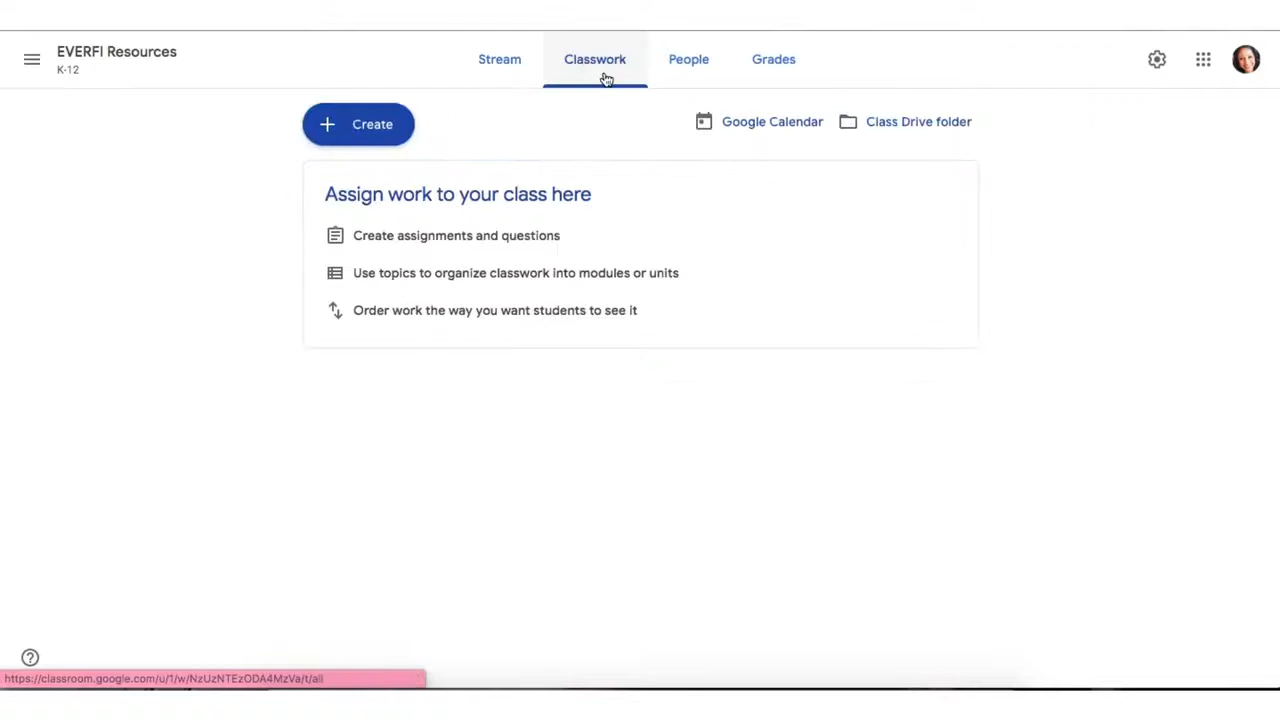 EVERFI Resources
K-12
Stream
Classwork
People
Grades
Create
Google Calendar
Class Drive folder
Assign work to your class here
Create assignments and questions
Use topics to organize classwork into modules or units
Order work the way you want students to see it
https://classroom.google.com/u/1/w/NzUzNTEzODA4MzVa/t/all